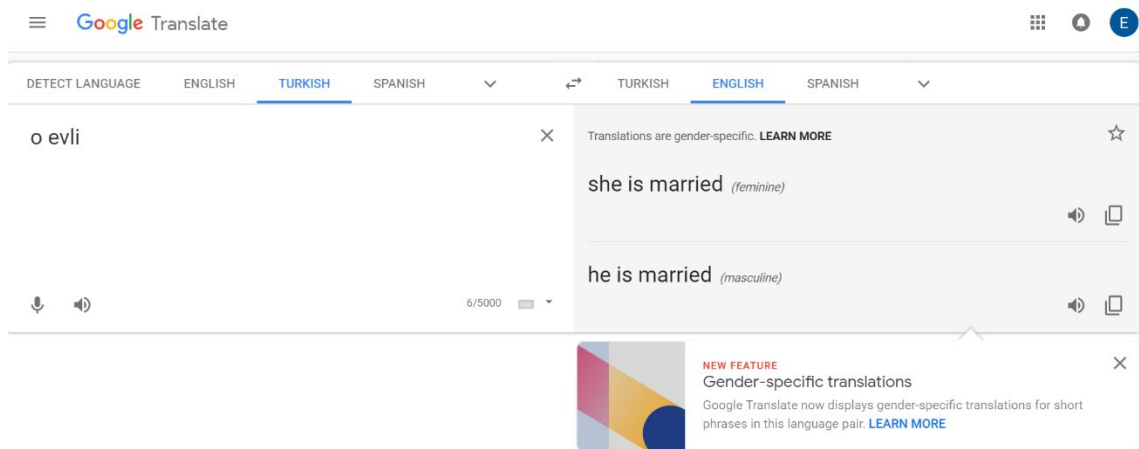 Google Translate
E
DETECT LANGUAGE ENGLISH TURKISH SPANISH
TURKISH ENGLISH SPANISH
o evli
6/5000
Translations are gender-specific. LEARN MORE
she is married (feminine)
he is married (masculine)
NEW FEATURE
Gender-specific translations
Google Translate now displays gender-specific translations for short
phrases in this language pair. LEARN MORE